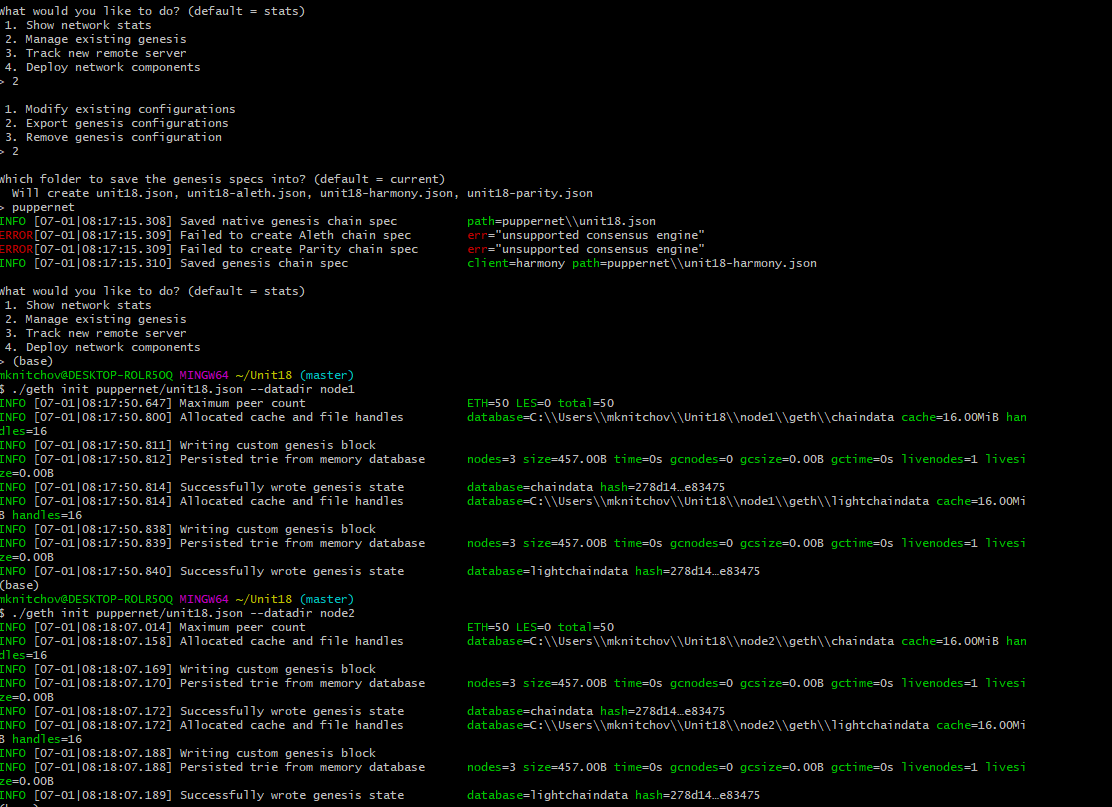 What would you like to do? (default = stats)
1. Show network stats
2. Manage existing genesis
3. Track new remote server
4. Deploy network components
> 2
1. Modify existing configurations
2. Export genesis configurations
3. Remove genesis configuration
> 2
Which folder to save the genesis specs into? (default = current)
Will create unit18.json, unit18-aleth.json, unit18-harmony.json, unit18-parity.json
> puppernet
INFO [07-01|08:17:15.308] Saved native genesis chain spec path=puppernet\\unit18.json
ERROR[07-01|08:17:15.309] Failed to create Aleth chain spec err="unsupported consensus engine"
ERROR[07-01|08:17:15.309] Failed to create Parity chain spec err="unsupported consensus engine"
INFO [07-01|08:17:15.310] Saved genesis chain spec client=harmony path=puppernet\\unit18-harmony.json
What would you like to do? (default = stats)
1. Show network stats
2. Manage existing genesis
3. Track new remote server
4. Deploy network components
> (base)
mknitchov@DESKTOP-ROLR5OQ MINGW64 ~/Unit18 (master)
$ ./geth init puppernet/unit18.json --datadir node1
INFO [07-01|08:17:50.647] Maximum peer count ETH=50 LES=0 total=50
INFO [07-01|08:17:50.800] Allocated cache and file handles database=C:\\Users\\mknitchov\\Unit18\\node1\\geth\\chaindata cache=16.00MiB han
dles=16
INFO [07-01|08:17:50.811] Writing custom genesis block
INFO [07-01|08:17:50.812] Persisted trie from memory database nodes=3 size=457.00B time=0s gcnodes=0 gcsize=0.00B gctime=0s livenodes=1 livesi
ze=0.00B
INFO [07-01|08:17:50.814] Successfully wrote genesis state database=chaindata hash=278d14…e83475
INFO [07-01|08:17:50.814] Allocated cache and file handles database=C:\\Users\\mknitchov\\Unit18\\node1\\geth\\lightchaindata cache=16.00Mi
B handles=16
INFO [07-01|08:17:50.838] Writing custom genesis block
INFO [07-01|08:17:50.839] Persisted trie from memory database nodes=3 size=457.00B time=0s gcnodes=0 gcsize=0.00B gctime=0s livenodes=1 livesi
ze=0.00B
INFO [07-01|08:17:50.840] Successfully wrote genesis state database=lightchaindata hash=278d14…e83475
(base)
mknitchov@DESKTOP-ROLR5OQ MINGW64 ~/Unit18 (master)
$ ./geth init puppernet/unit18.json --datadir node2
INFO [07-01|08:18:07.014] Maximum peer count ETH=50 LES=0 total=50
INFO [07-01|08:18:07.158] Allocated cache and file handles database=C:\\Users\\mknitchov\\Unit18\\node2\\geth\\chaindata cache=16.00MiB han
dles=16
INFO [07-01|08:18:07.169] Writing custom genesis block
INFO [07-01|08:18:07.170] Persisted trie from memory database nodes=3 size=457.00B time=0s gcnodes=0 gcsize=0.00B gctime=0s livenodes=1 livesi
ze=0.00B
INFO [07-01|08:18:07.172] Successfully wrote genesis state database=chaindata hash=278d14…e83475
INFO [07-01|08:18:07.172] Allocated cache and file handles database=C:\\Users\\mknitchov\\Unit18\\node2\\geth\\lightchaindata cache=16.00Mi
B handles=16
INFO [07-01|08:18:07.188] Writing custom genesis block
INFO [07-01|08:18:07.188] Persisted trie from memory database nodes=3 size=457.00B time=0s gcnodes=0 gcsize=0.00B gctime=0s livenodes=1 livesi
ze=0.00B
INFO [07-01|08:18:07.189] Successfully wrote genesis state database=lightchaindata hash=278d14…e83475